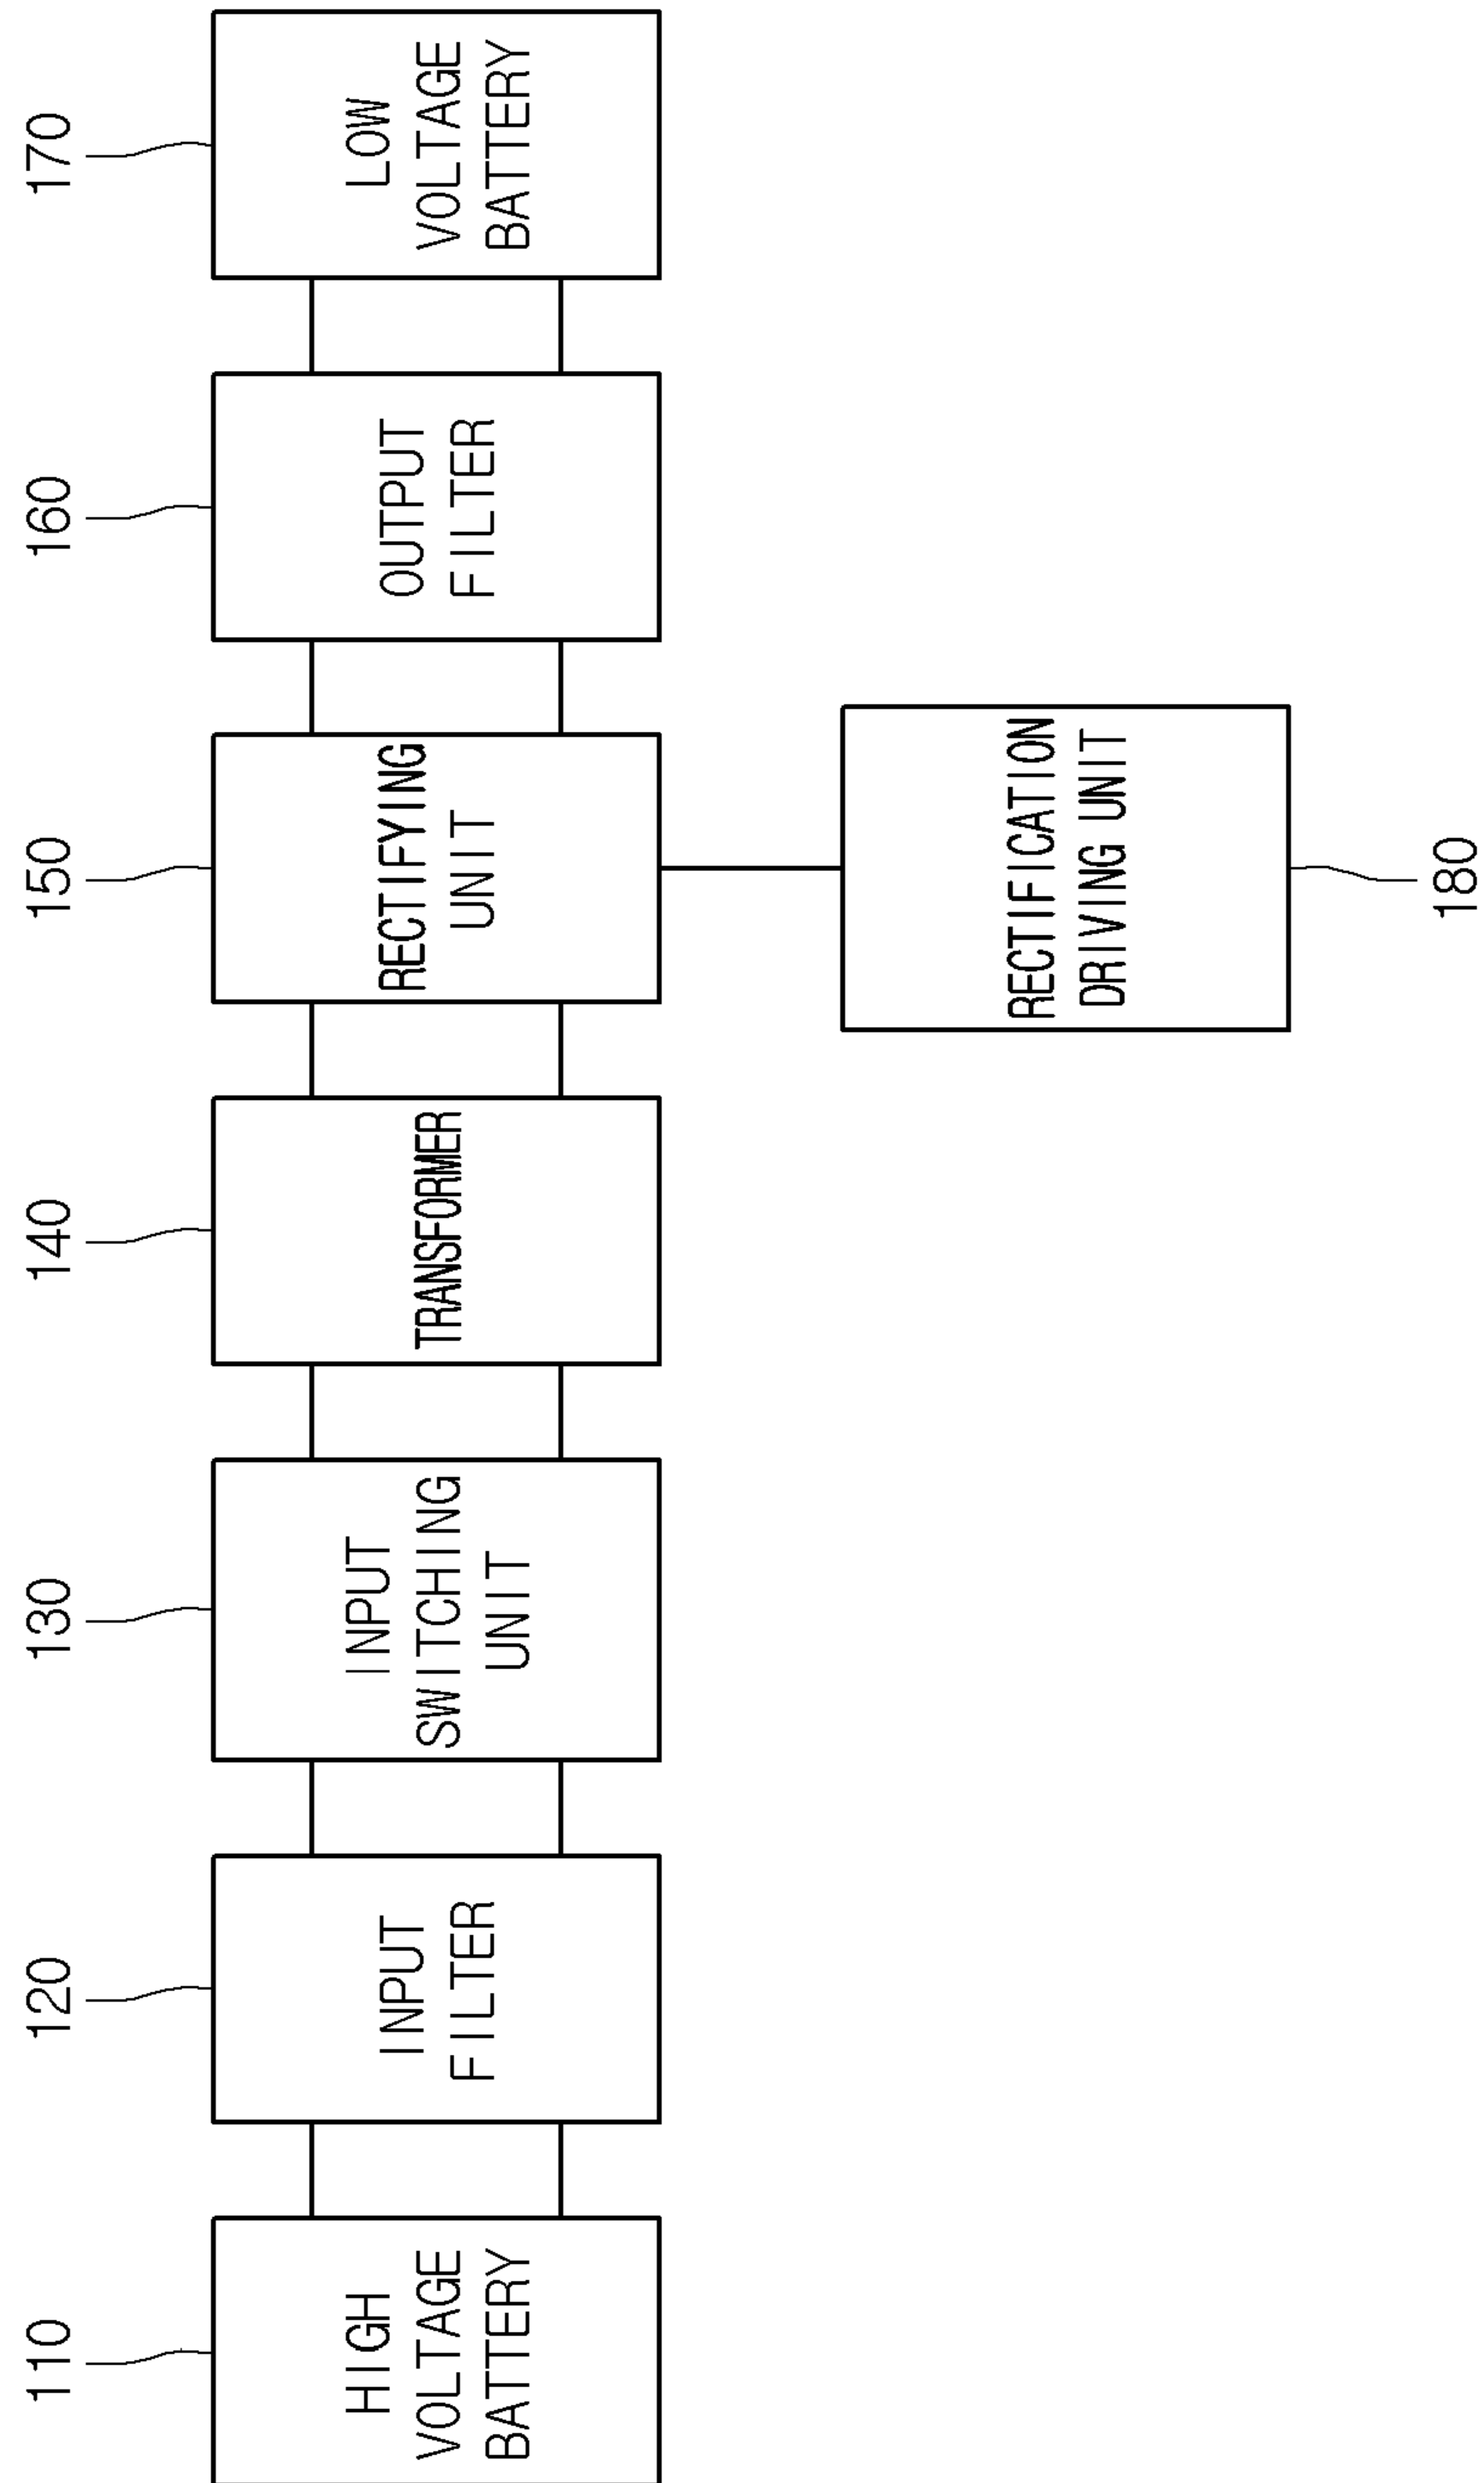 110
120
130
140
150
160
170
HIGH
VOLTAGE
BATTERY
INPUT
FILTER
INPUT
SWITCHING
UNIT
TRANSFORMER
RECTIFYING
UNIT
OUTPUT
FILTER
LOW
VOLTAGE
BATTERY
RECTIFICATION
DRIVING UNIT
180